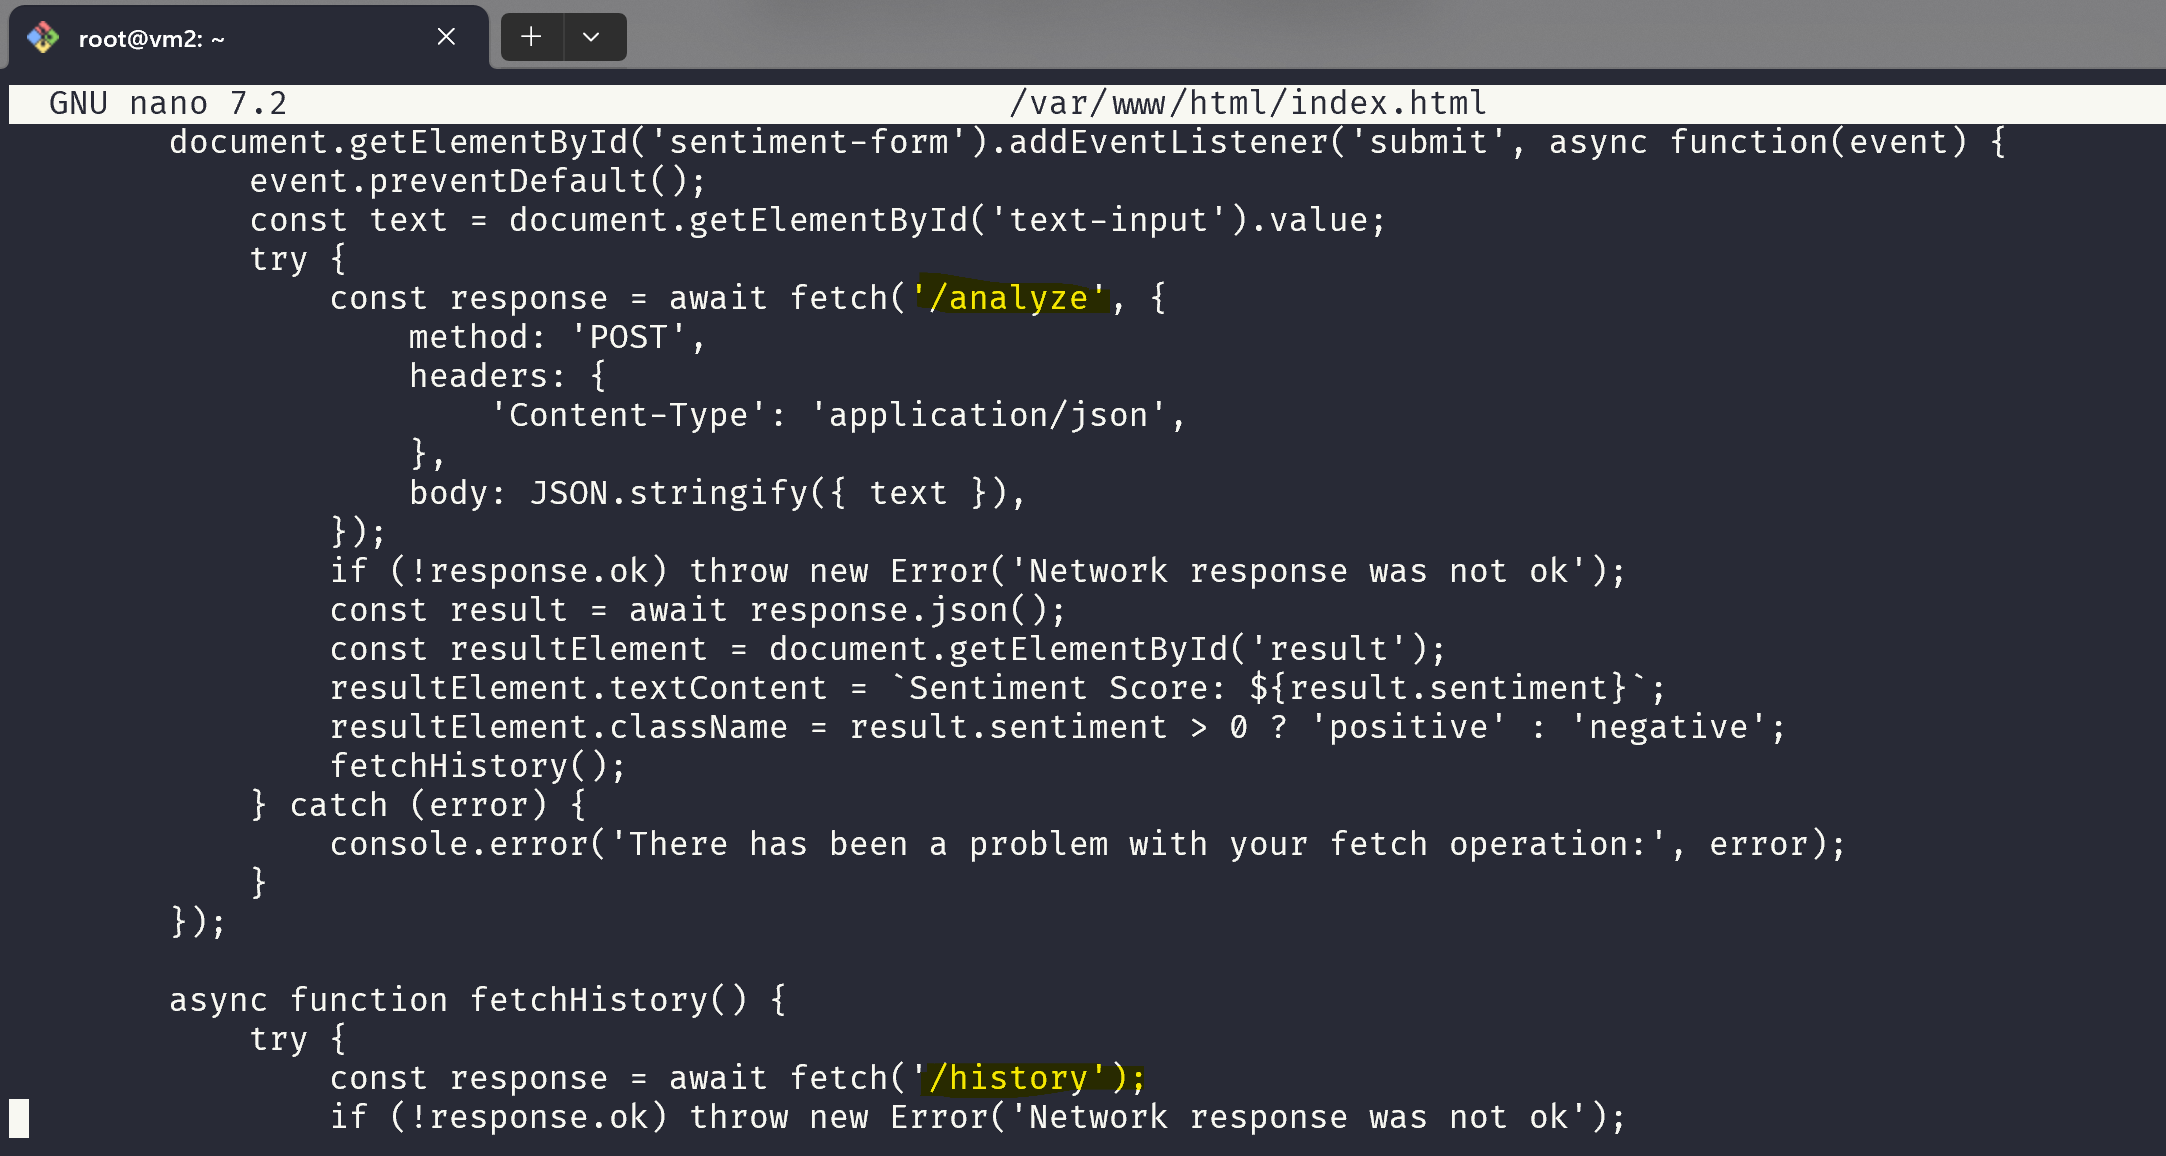 root@vm2: ~
GNU nano 7.2 /var/www/html/index.html
document.getElementById('sentiment-form').addEventListener('submit', async function(event) {
event.preventDefault();
const text = document.getElementById('text-input').value;
try {
const response = await fetch('/analyze', {
method: 'POST',
headers: {
'Content-Type': 'application/json',
},
body: JSON.stringify({ text }),
});
if (!response.ok) throw new Error('Network response was not ok');
const result = await response.json();
const resultElement = document.getElementById('result');
resultElement.textContent = `Sentiment Score: ${result.sentiment}`;
resultElement.className = result.sentiment > 0 ? 'positive' : 'negative';
fetchHistory();
} catch (error) {
console.error('There has been a problem with your fetch operation:', error);
}
});
async function fetchHistory() {
try {
const response = await fetch('/history');
if (!response.ok) throw new Error('Network response was not ok');